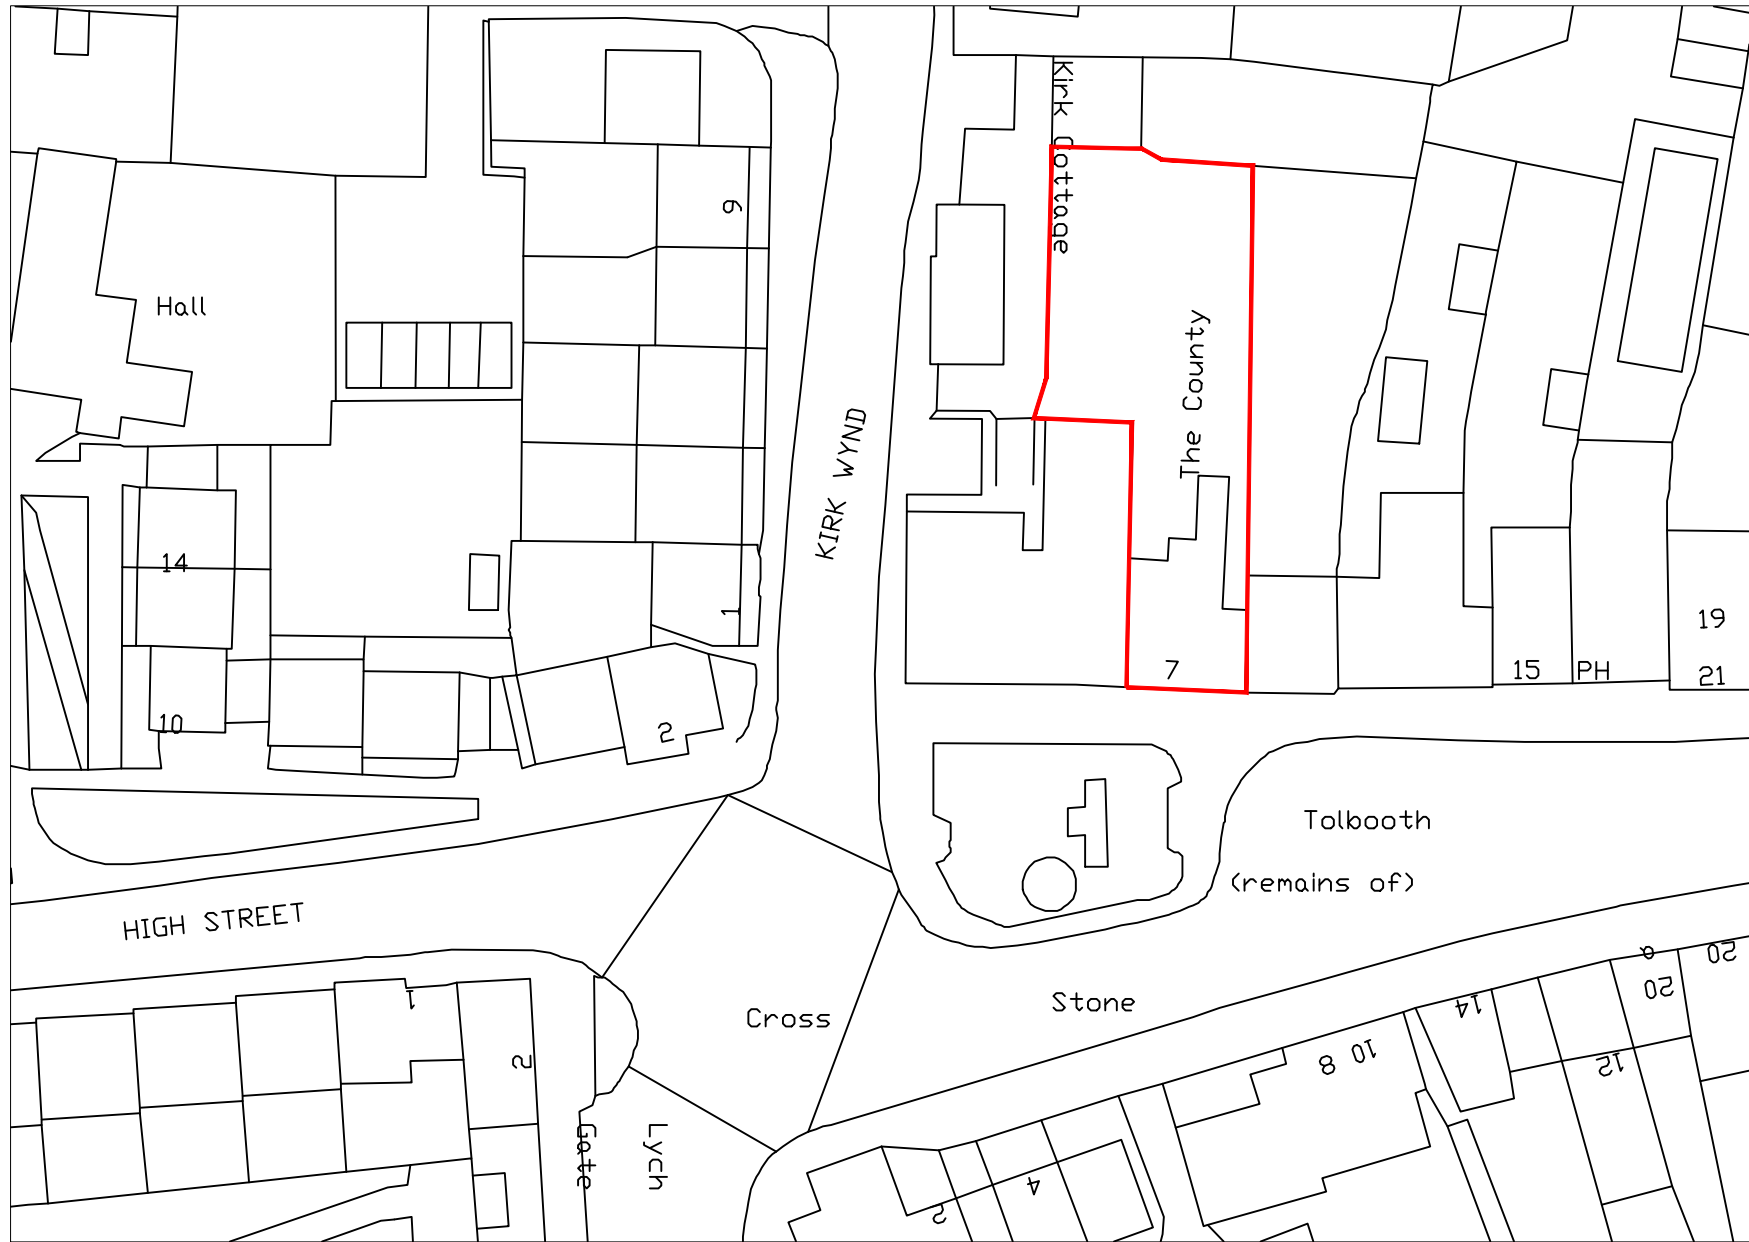 Kirk Cottage
9
Hall
The County
KIRK WYND
14
1
19
7
15
PH
21
10
2
Tolbooth
(remains of)
HIGH STREET
20
a
20
1
Stone
14
Cross
10
8
12
2
Lych
Gate
4
2